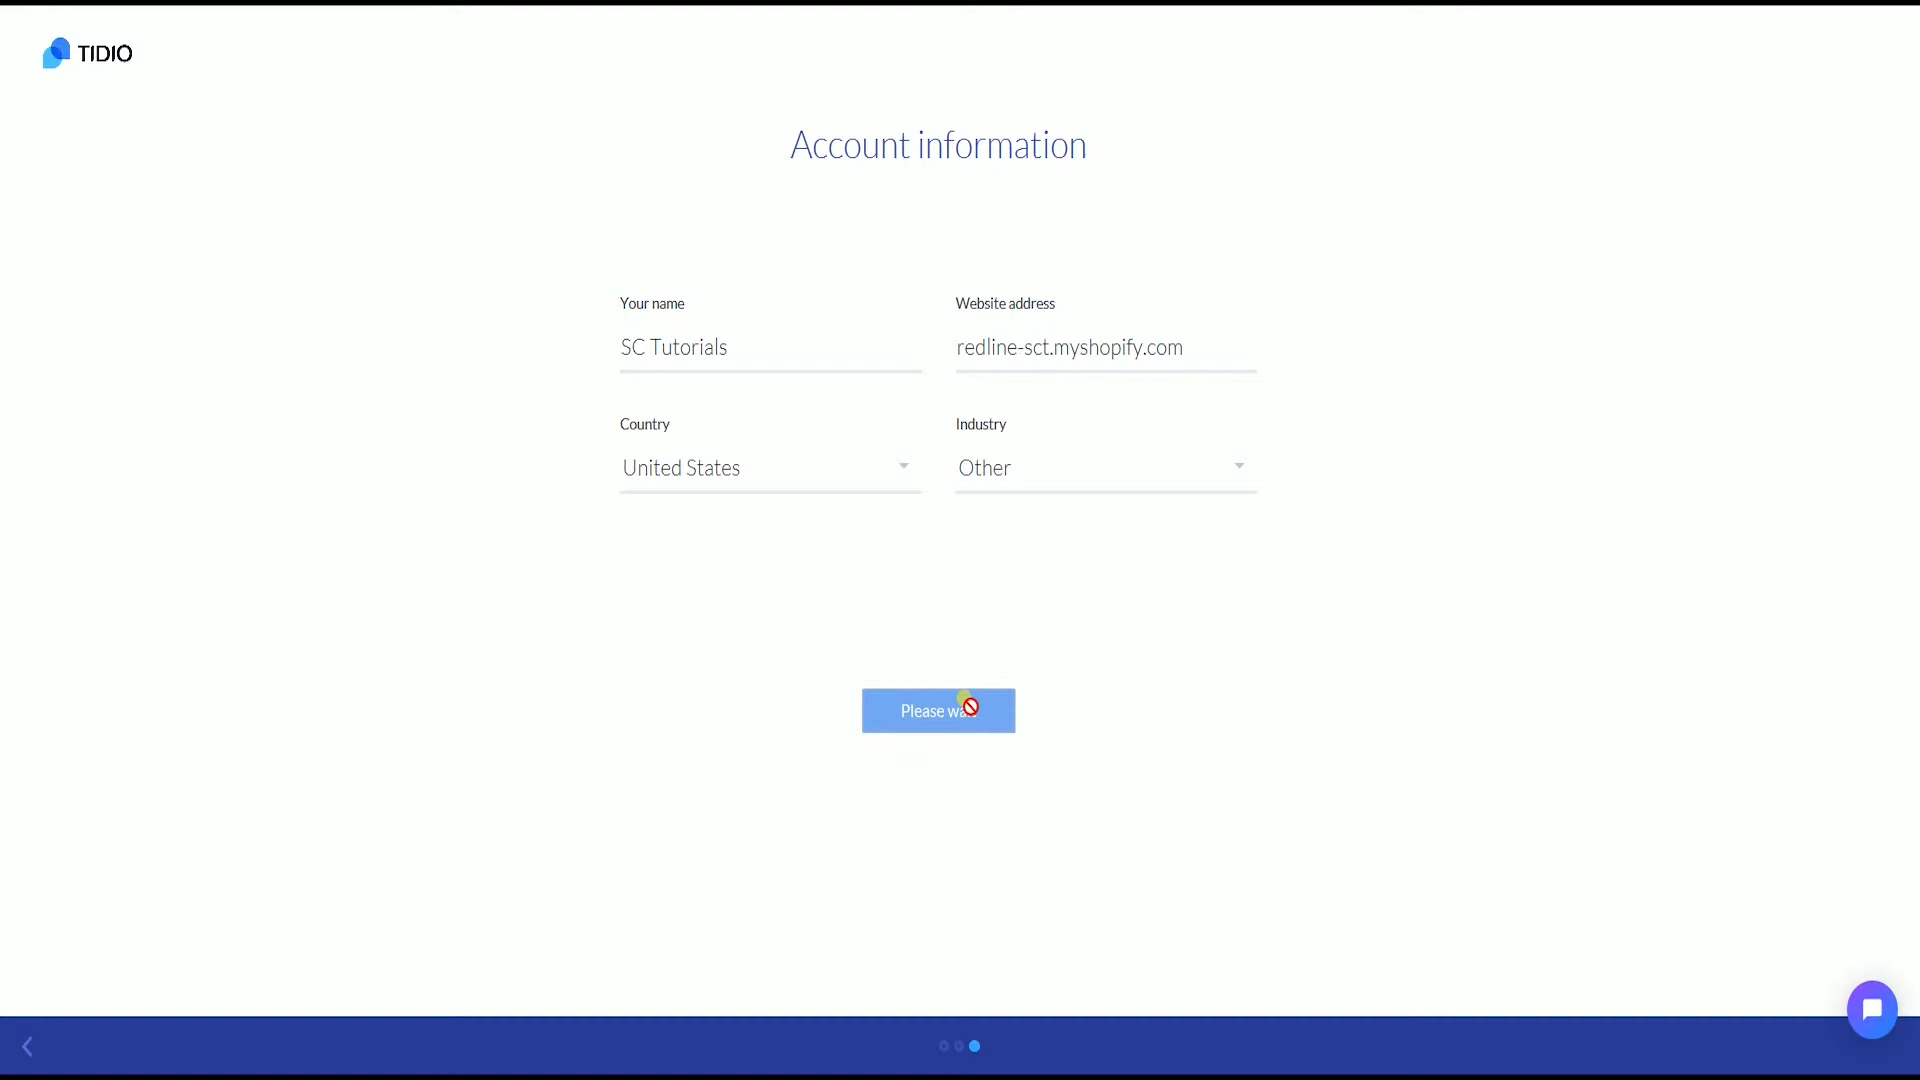 TIDIO
Account information
Your name
Website address
SC Tutorials
redline-sct.myshopify.com
Country
Industry
United States
Other
Please